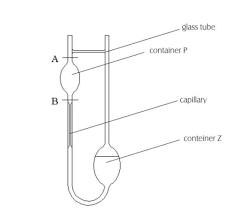 glass tube
A
container P
B
capillary
conteiner Z